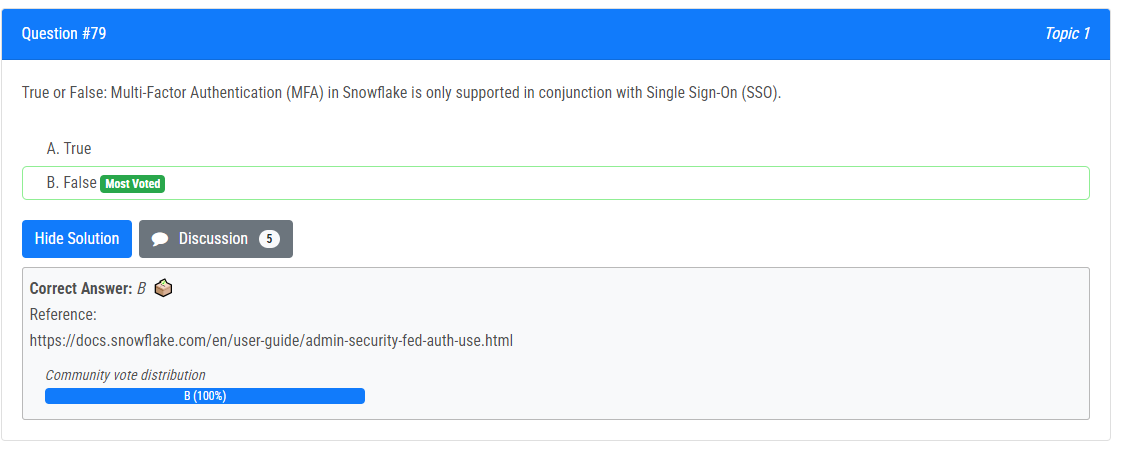 Question #79
Topic 1
True or False: Multi-Factor Authentication (MFA) in Snowflake is only supported in conjunction with Single Sign-On (SSO).
A. True
B. False Most Voted
Hide Solution
Discussion 5
Correct Answer: B
Reference:
https://docs.snowflake.com/en/user-guide/admin-security-fed-auth-use.html
Community vote distribution
B (100%)